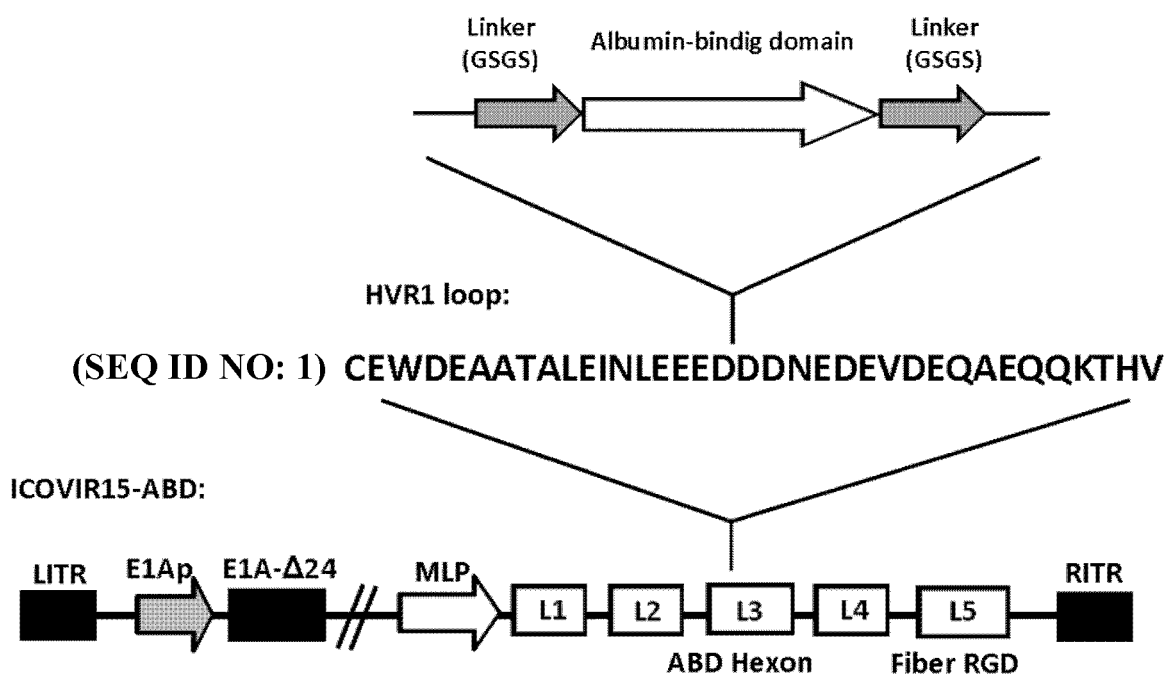 Linker
(GSGS)
Albumin-bindig domain
Linker
(GSGS)
HVR1 loop:
(SEQ ID NO: 1) CEWDEAATALEINLEEEDDDNEDEVDEQAEQQKTHV
ICOVIR15-ABD:
LITR
E1Ap
E1A-Δ24
MLP
L1
L2
L3
L4
L5
RITR
ABD Hexon
Fiber RGD